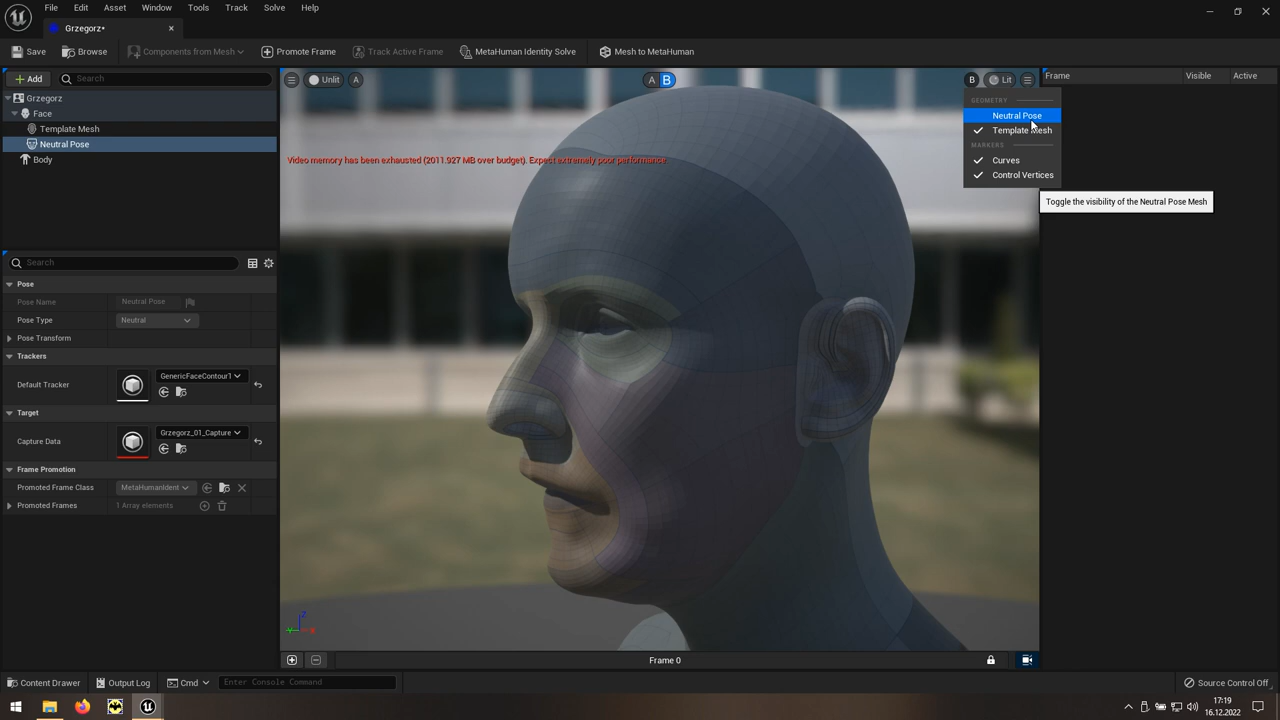 File Edit Asset Window Tools Track Select Help
Grzegorz•
Save Browse Components from Mesh Promote Frame Track Active Frame MetaHuman Identity Solve Mesh to MetaHuman
Add Search
Grzegorz
Face
Template Mesh
Neutral Pose
Body
Search
Pose
Pose Name Neutral Pose
Pose Type Neutral
Pose Transform
Trackers
Default Tracker GenericFaceContourT
Target
Capture Data Grzegorz_01_Capture
Frame Promotion
Promoted Frame Class MetaHumanIdent
Promoted Frames 1 Array elements
Unlit A
A B
B Lit
Video memory has been exhausted (2011.927 MB over budget). Expect extremely poor performance.
GEOMETRY
Neutral Pose
Template Mesh
MARKERS
Curves
Control Vertices
Toggle the visibility of the Neutral Pose Mesh
Frame Visible Active
Z
Y X
Frame 0
Content Drawer Output Log Cmd Enter Console Command Source Control Off
17:19
16.12.2022